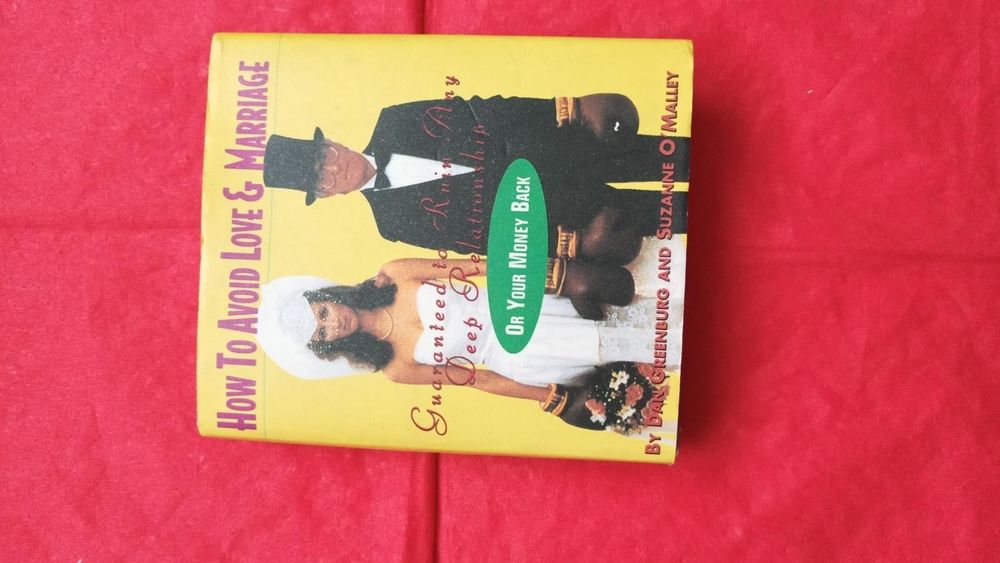 How To Avoid Love & Marriage
Guaranteed to Ruin Any
Deep Relationship
Or Your Money Back
By Dan Greenburg and Suzanne O'Malley